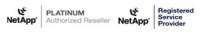 PLATINUM
Authorized Reseller
NetApp®
Registered
Service
Provider
NetApp®